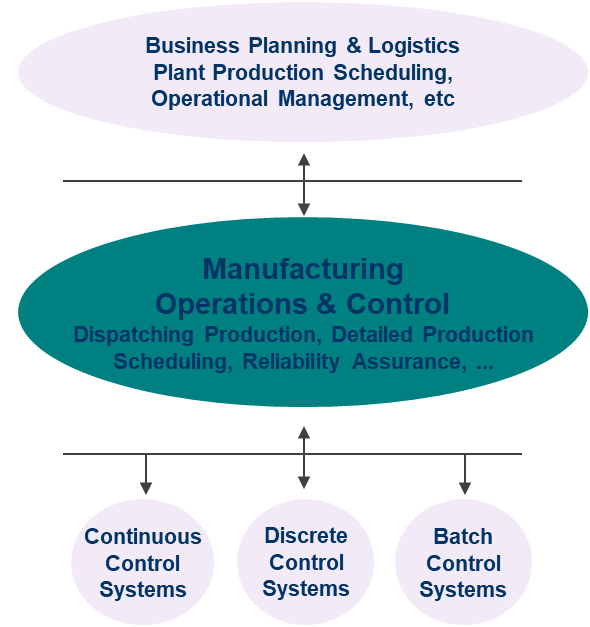 Business Planning & Logistics
Plant Production Scheduling,
Operational Management, etc
Manufacturing
Operations & Control
Dispatching Production, Detailed Production
Scheduling, Reliability Assurance, ...
Continuous
Control
Systems
Discrete
Control
Systems
Batch
Control
Systems